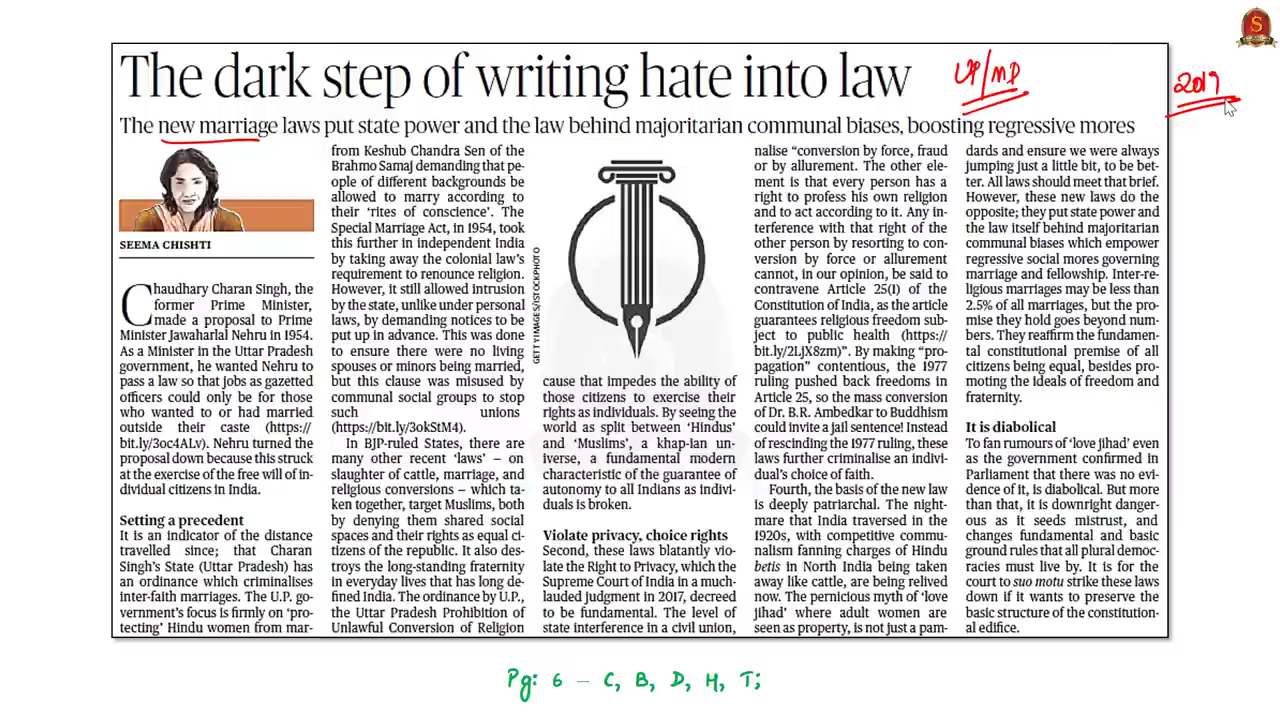 S
The dark step of writing hate into law
UP/MP
2019
The new marriage laws put state power and the law behind majoritarian communal biases, boosting regressive mores
SEEMA CHISHTI
Chaudhary Charan Singh, the
former Prime Minister,
made a proposal to Prime
Minister Jawaharlal Nehru in 1954.
As a Minister in the Uttar Pradesh
government, he wanted Nehru to
pass a law so that jobs as gazetted
officers could only be for those
who wanted to or had married
outside their caste (https://
bit.ly/3oc4ALv). Nehru turned the
proposal down because this struck
at the exercise of the free will of in-
dividual citizens in India.
Setting a precedent
It is an indicator of the distance
travelled since; that Charan
Singh's State (Uttar Pradesh) has
an ordinance which criminalises
inter-faith marriages. The U.P. go-
vernment's focus is firmly on 'pro-
tecting' Hindu women from mar-
from Keshub Chandra Sen of the
Brahmo Samaj demanding that pe-
ople of different backgrounds be
allowed to marry according to
their 'rites of conscience'. The
Special Marriage Act, in 1954, took
this further in independent India
by taking away the colonial law's
requirement to renounce religion.
However, it still allowed intrusion
by the state, unlike under personal
laws, by demanding notices to be
put up in advance. This was done
to ensure there were no living
spouses or minors being married,
but this clause was misused by
communal social groups to stop
such unions
(https://bit.ly/3okStM4).
In BJP-ruled States, there are
many other recent 'laws' – on
slaughter of cattle, marriage, and
religious conversions – which ta-
ken together, target Muslims, both
by denying them shared social
spaces and their rights as equal ci-
tizens of the republic. It also des-
troys the long-standing fraternity
in everyday lives that has long de-
fined India. The ordinance by U.P.,
the Uttar Pradesh Prohibition of
Unlawful Conversion of Religion
GETTY IMAGES/ISTOCKPHOTO
cause that impedes the ability of
those citizens to exercise their
rights as individuals. By seeing the
world as split between 'Hindus'
and 'Muslims', a khap-ian un-
iverse, a fundamental modern
characteristic of the guarantee of
autonomy to all Indians as indivi-
duals is broken.
Violate privacy, choice rights
Second, these laws blatantly vio-
late the Right to Privacy, which the
Supreme Court of India in a much-
lauded judgment in 2017, decreed
to be fundamental. The level of
state interference in a civil union,
nalise "conversion by force, fraud
or by allurement. The other ele-
ment is that every person has a
right to profess his own religion
and to act according to it. Any in-
terference with that right of the
other person by resorting to con-
version by force or allurement
cannot, in our opinion, be said to
contravene Article 25(1) of the
Constitution of India, as the article
guarantees religious freedom sub-
ject to public health (https://
bit.ly/2LjX8zm)". By making "pro-
pagation" contentious, the 1977
ruling pushed back freedoms in
Article 25, so the mass conversion
of Dr. B.R. Ambedkar to Buddhism
could invite a jail sentence! Instead
of rescinding the 1977 ruling, these
laws further criminalise an indivi-
dual's choice of faith.
Fourth, the basis of the new law
is deeply patriarchal. The night-
mare that India traversed in the
1920s, with competitive commu-
nalism fanning charges of Hindu
betis in North India being taken
away like cattle, are being relived
now. The pernicious myth of 'love
jihad' where adult women are
seen as property, is not just a pam-
dards and ensure we were always
jumping just a little bit, to be bet-
ter. All laws should meet that brief.
However, these new laws do the
opposite; they put state power and
the law itself behind majoritarian
communal biases which empower
regressive social mores governing
marriage and fellowship. Inter-re-
ligious marriages may be less than
2.5% of all marriages, but the pro-
mise they hold goes beyond num-
bers. They reaffirm the fundamen-
tal constitutional premise of all
citizens being equal, besides pro-
moting the ideals of freedom and
fraternity.
It is diabolical
To fan rumours of 'love jihad' even
as the government confirmed in
Parliament that there was no evi-
dence of it, is diabolical. But more
than that, it is downright danger-
ous as it seeds mistrust, and
changes fundamental and basic
ground rules that all plural democ-
racies must live by. It is for the
court to suo motu strike these laws
down if it wants to preserve the
basic structure of the constitution-
al edifice.
Pg: 6 – C, B, D, H, T;